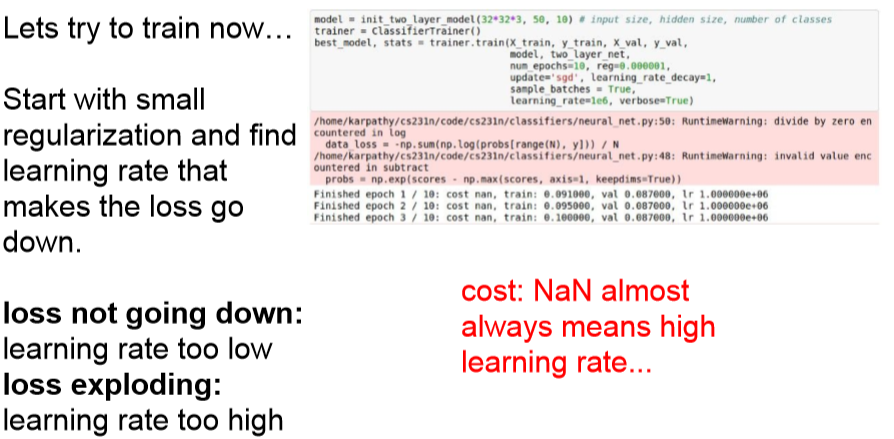 Lets try to train now…
Start with small
regularization and find
learning rate that
makes the loss go
down.
loss not going down:
learning rate too low
loss exploding:
learning rate too high
model = init_two_layer_model(32*32*3, 50, 10) # input size, hidden size, number of classes
trainer = ClassifierTrainer()
best_model, stats = trainer.train(X_train, y_train, X_val, y_val,
model, two_layer_net,
num_epochs=10, reg=0.000001,
update='sgd', learning_rate_decay=1,
sample_batches = True,
learning_rate=1e6, verbose=True)
/home/karpathy/cs231n/code/cs231n/classifiers/neural_net.py:50: RuntimeWarning: divide by zero en
countered in log
data_loss = -np.sum(np.log(probs[range(N), y])) / N
/home/karpathy/cs231n/code/cs231n/classifiers/neural_net.py:48: RuntimeWarning: invalid value enc
ountered in subtract
probs = np.exp(scores - np.max(scores, axis=1, keepdims=True))
Finished epoch 1 / 10: cost nan, train: 0.091000, val 0.087000, lr 1.000000e+06
Finished epoch 2 / 10: cost nan, train: 0.095000, val 0.087000, lr 1.000000e+06
Finished epoch 3 / 10: cost nan, train: 0.100000, val 0.087000, lr 1.000000e+06
cost: NaN almost
always means high
learning rate...